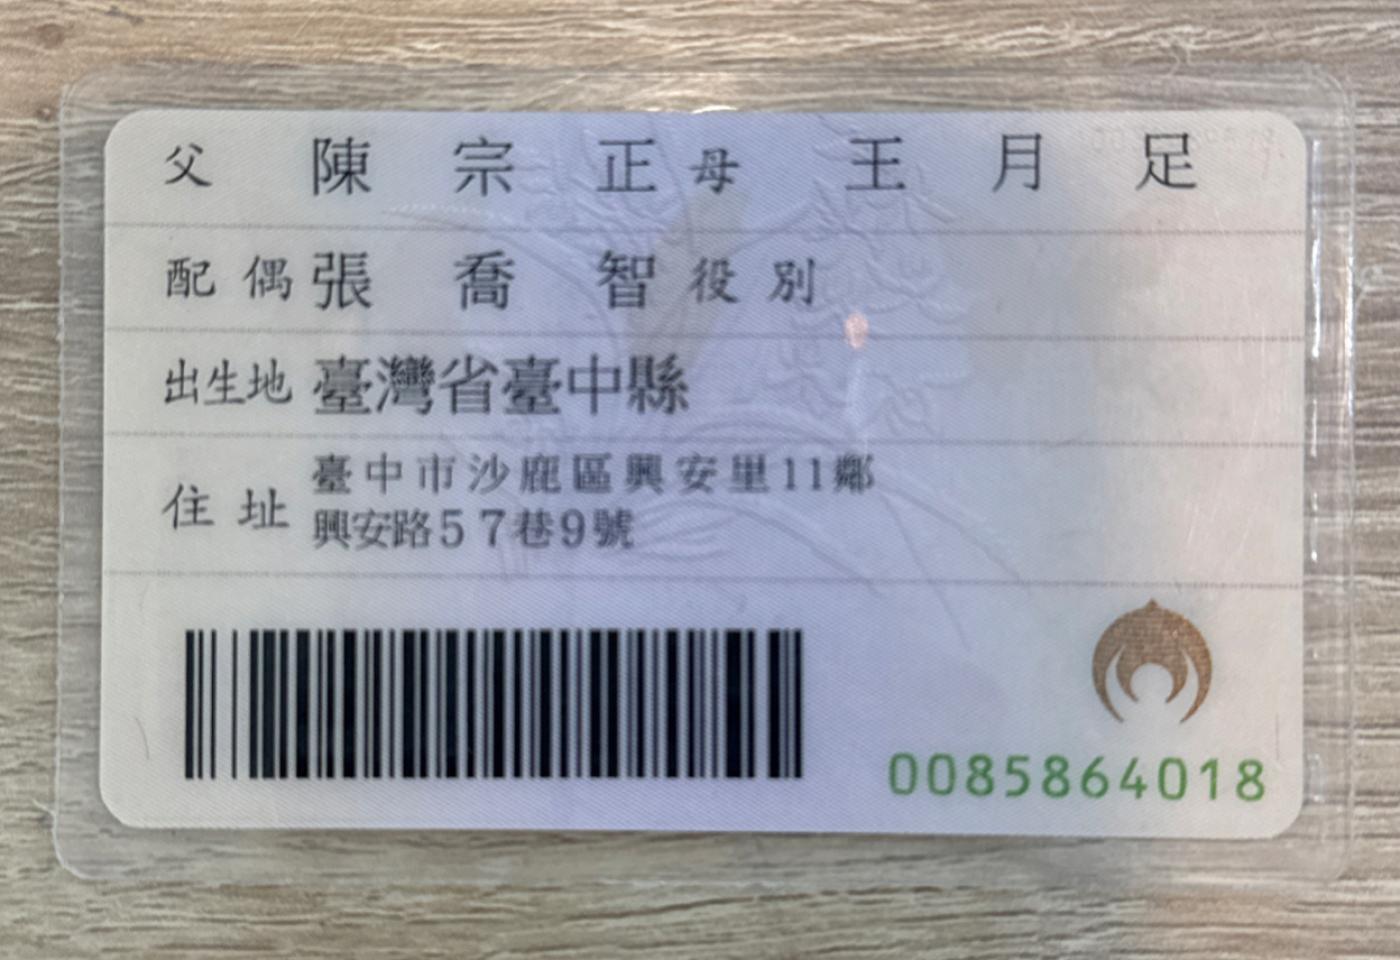 父 陳宗正 母 王月足
配偶 張喬智 役別
出生地 臺灣省臺中縣
住址 臺中市沙鹿區興安里11鄰
興安路57巷9號
0085864018